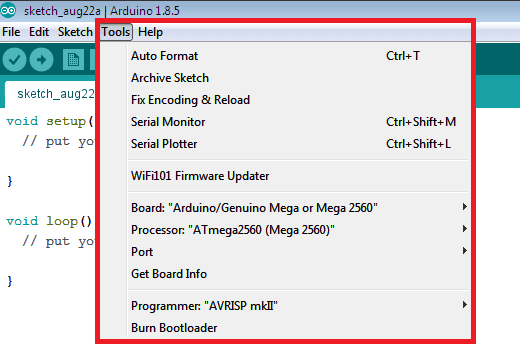 sketch_aug22a | Arduino 1.8.5
File Edit Sketch Tools Help
Auto Format Ctrl+T
Archive Sketch
sketch_aug22
Fix Encoding & Reload
void setup( Serial Monitor Ctrl+Shift+M
// put yo Serial Plotter Ctrl+Shift+L
WiFi101 Firmware Updater
}
Board: "Arduino/Genuino Mega or Mega 2560"
void loop() Processor: "ATmega2560 (Mega 2560)"
// put yo Port
Get Board Info
}
Programmer: "AVRISP mkII"
Burn Bootloader